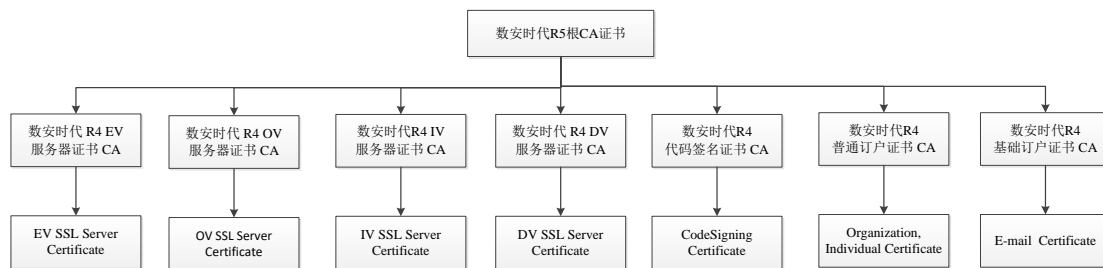 数安时代R5根CA证书
数安时代 R4 EV
服务器证书 CA
数安时代 R4 OV
服务器证书 CA
数安时代R4 IV
服务器证书 CA
数安时代 R4 DV
服务器证书 CA
数安时代R4
代码签名证书 CA
数安时代R4
普通订户证书 CA
数安时代R4
基础订户证书 CA
EV SSL Server
Certificate
OV SSL Server
Certificate
IV SSL Server
Certificate
DV SSL Server
Certificate
CodeSigning
Certificate
Organization,
Individual Certificate
E-mail Certificate